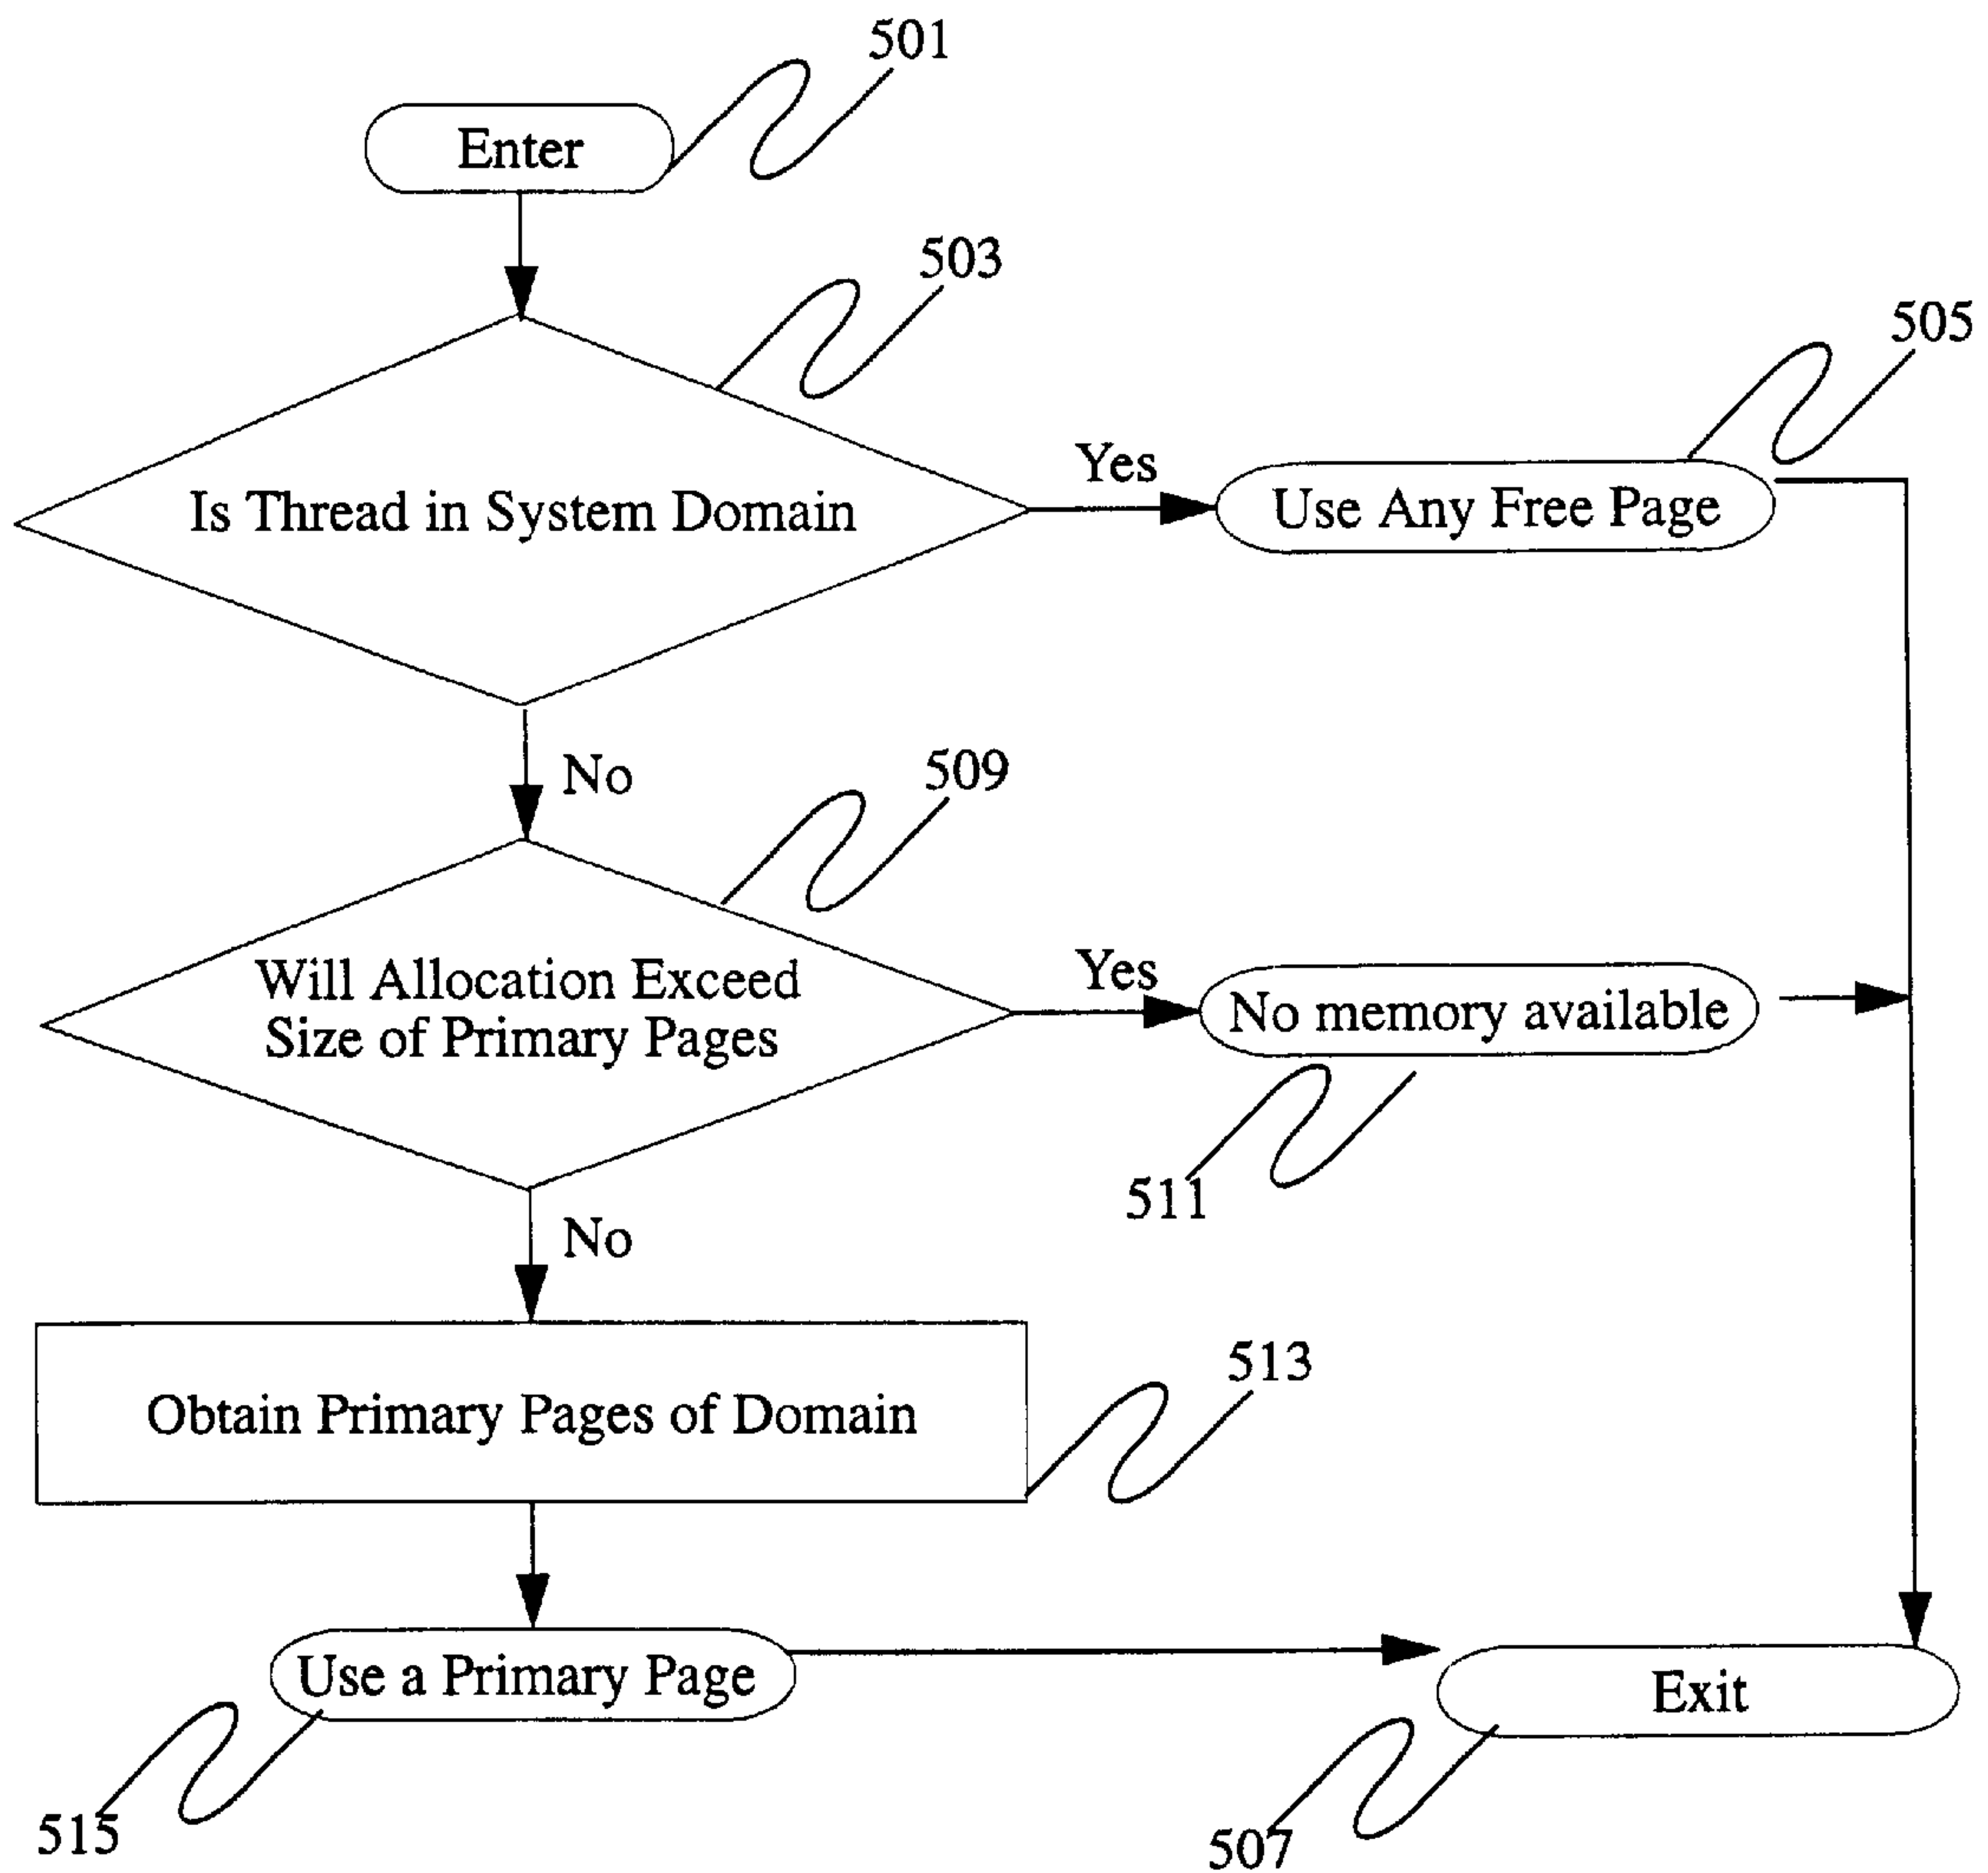 501
Enter
503
505
Yes
Is Thread in System Domain
Use Any Free Page
No
509
Yes
Will Allocation Exceed
Size of Primary Pages
No memory available
511
No
513
Obtain Primary Pages of Domain
Use a Primary Page
Exit
515
507